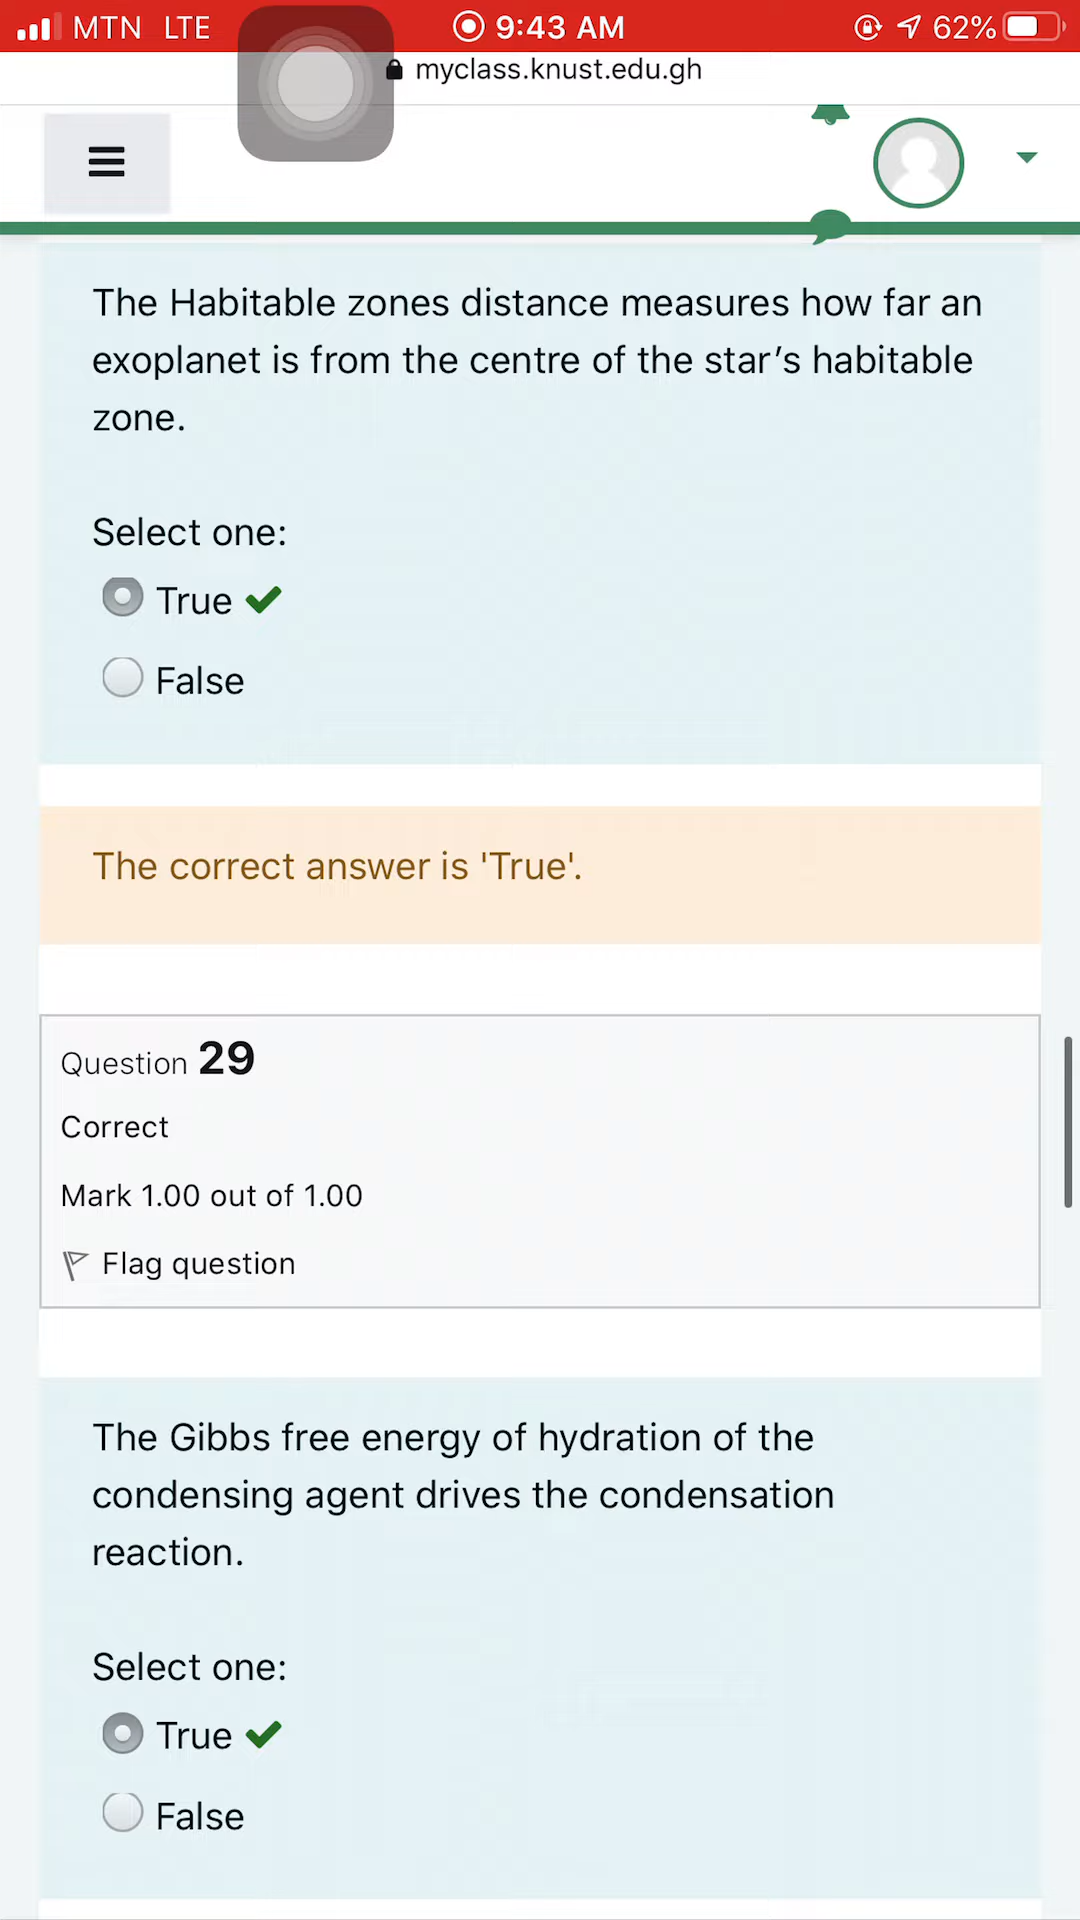 MTN LTE 9:43 AM 62%
myclass.knust.edu.gh
The Habitable zones distance measures how far an
exoplanet is from the centre of the star’s habitable
zone.
Select one:
True
False
The correct answer is 'True'.
Question 29
Correct
Mark 1.00 out of 1.00
Flag question
The Gibbs free energy of hydration of the
condensing agent drives the condensation
reaction.
Select one:
True
False